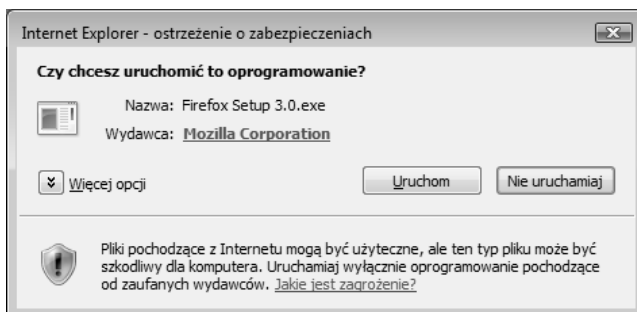 Internet Explorer - ostrzeżenie o zabezpieczeniach
Czy chcesz uruchomić to oprogramowanie?
Nazwa: Firefox Setup 3.0.exe
Wydawca: Mozilla Corporation
Więcej opcji
Uruchom
Nie uruchamiaj
Pliki pochodzące z Internetu mogą być użyteczne, ale ten typ pliku może być
szkodliwy dla komputera. Uruchamiaj wyłącznie oprogramowanie pochodzące
od zaufanych wydawców. Jakie jest zagrożenie?